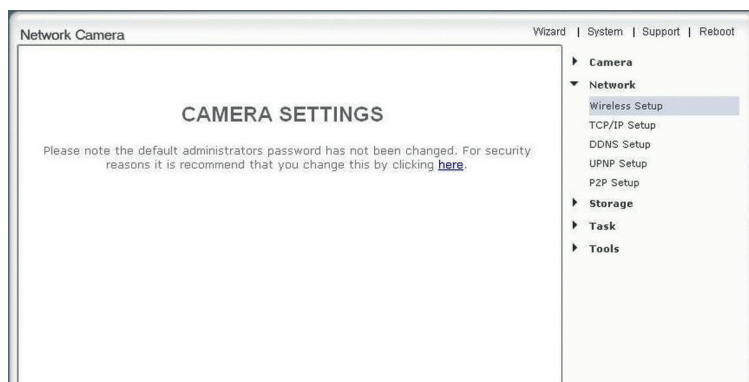 Network Camera
Wizard | System | Support | Reboot
CAMERA SETTINGS
Please note the default administrators password has not been changed. For security
reasons it is recommend that you change this by clicking here.
Camera
Network
Wireless Setup
TCP/IP Setup
DDNS Setup
UPNP Setup
P2P Setup
Storage
Task
Tools